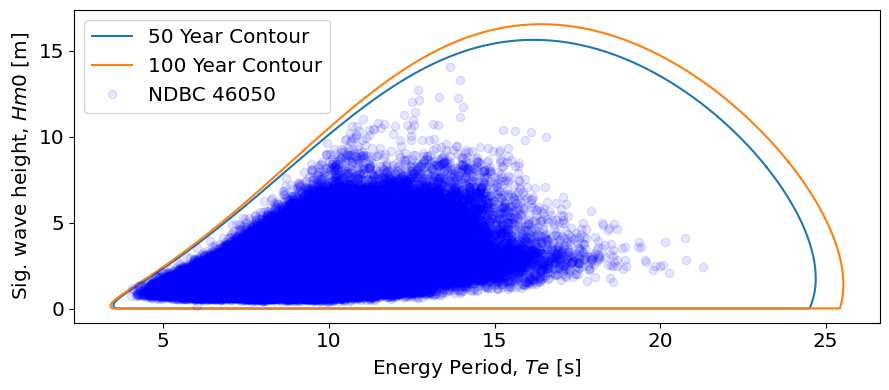 50 Year Contour
100 Year Contour
NDBC 46050
Sig. wave height, Hm0 [m]
15
10
5
0
5 10 15 20 25
Energy Period, Te [s]